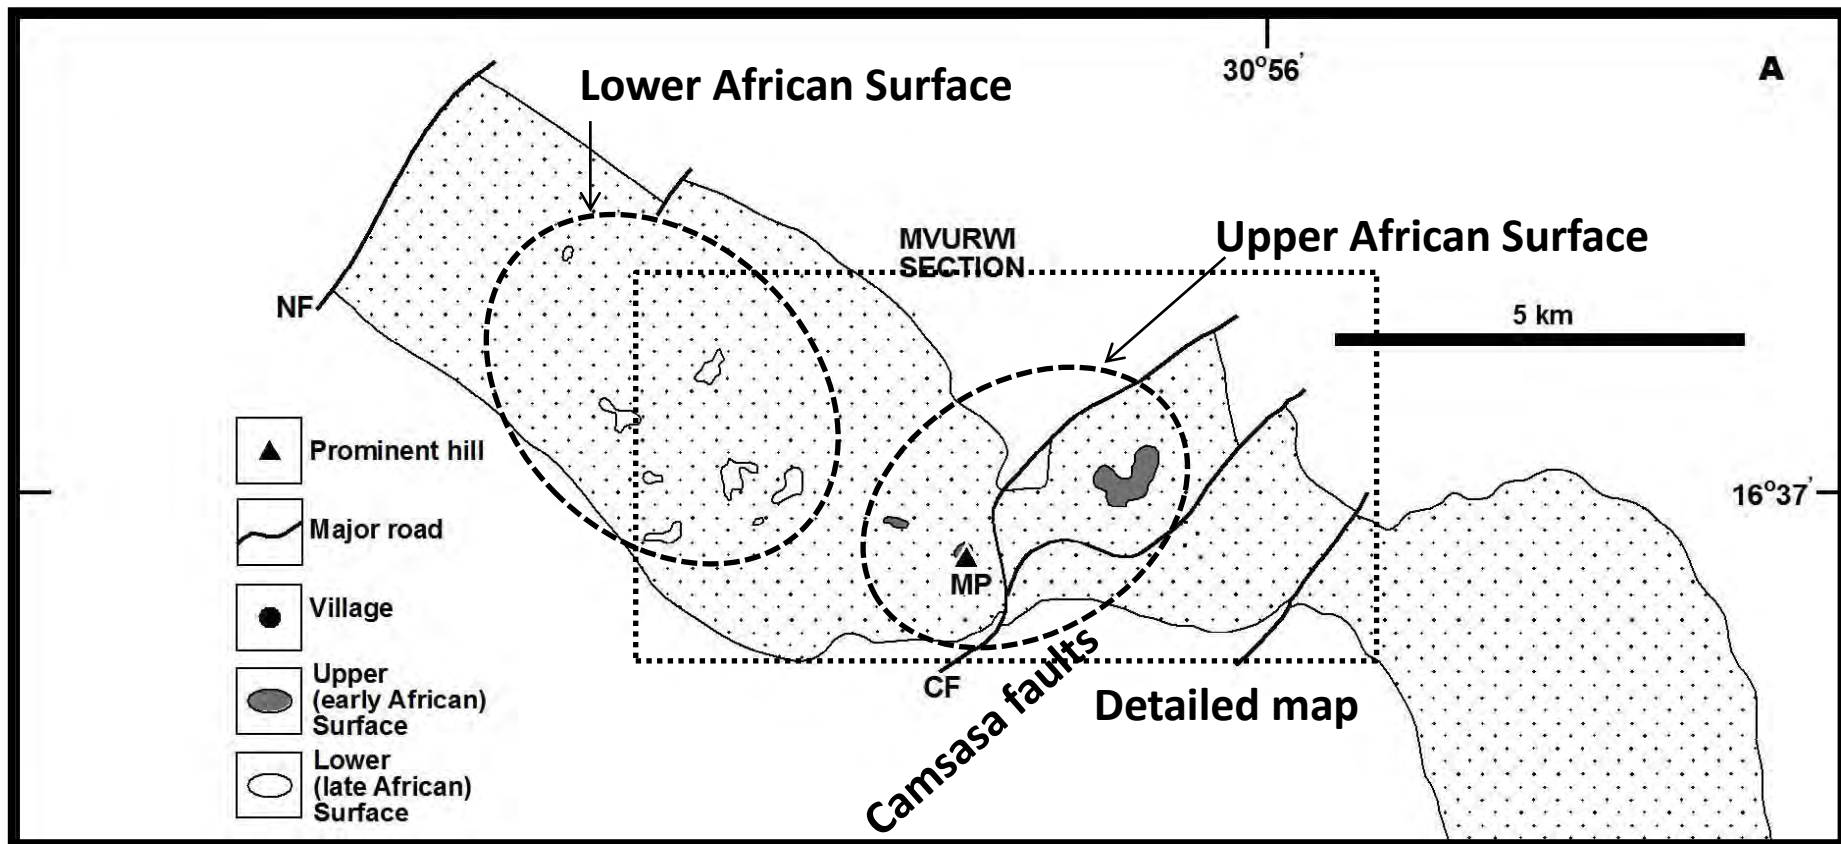 Lower African Surface
30°56'
A
MVURWI
SECTION
Upper African Surface
NF
5 km
Prominent hill
16°37'
Major road
MP
Village
CF
Camsasa faults
Detailed map
Upper
(early African)
Surface
Lower
(late African)
Surface